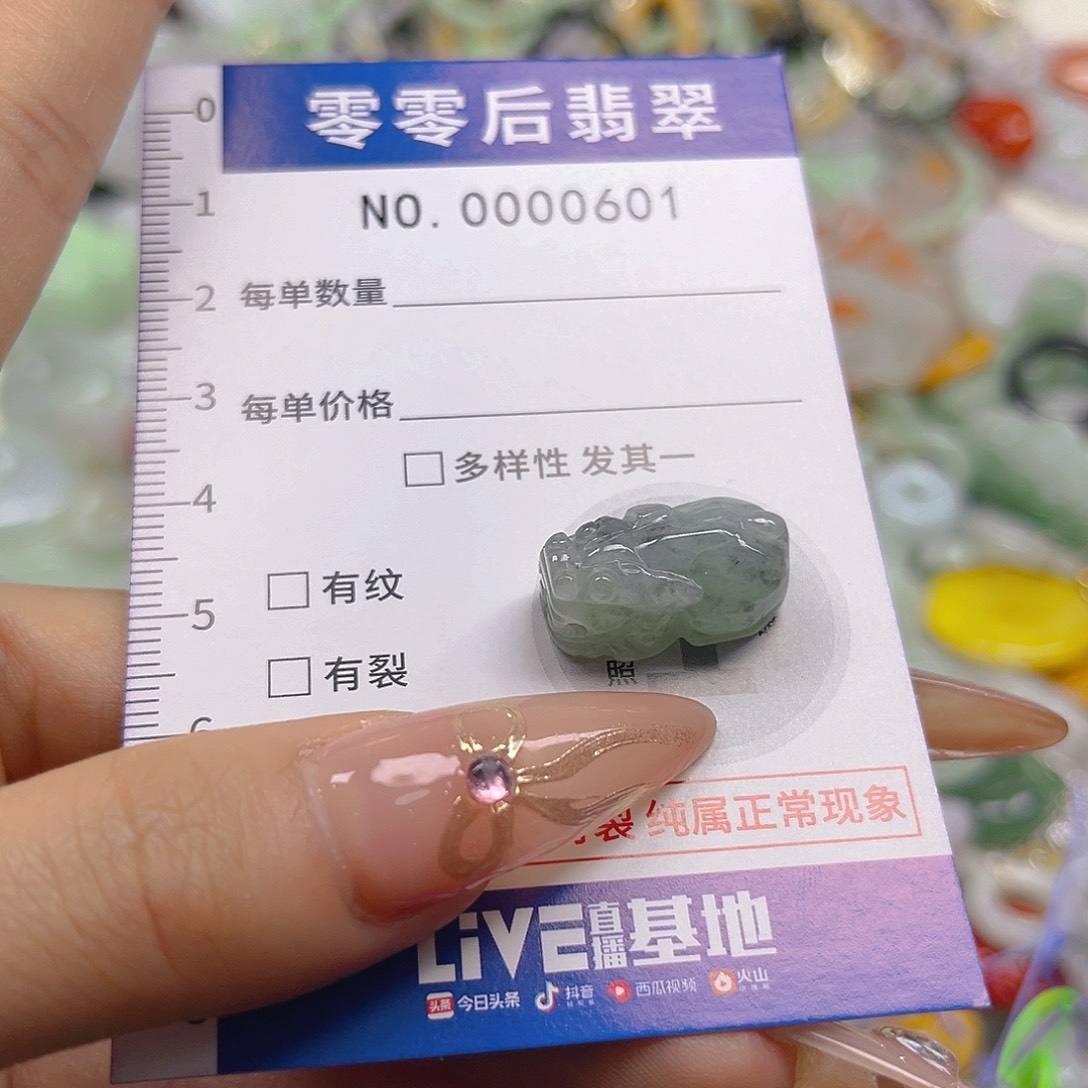 零零后翡翠
0
NO. 0000601
1
每单数量
2
每单价格
3
多样性 发其一
4
有纹
5
有裂
照
6
裂 纯属正常现象
LiVE直播基地
头条 今日头条 抖音 西瓜视频 火山